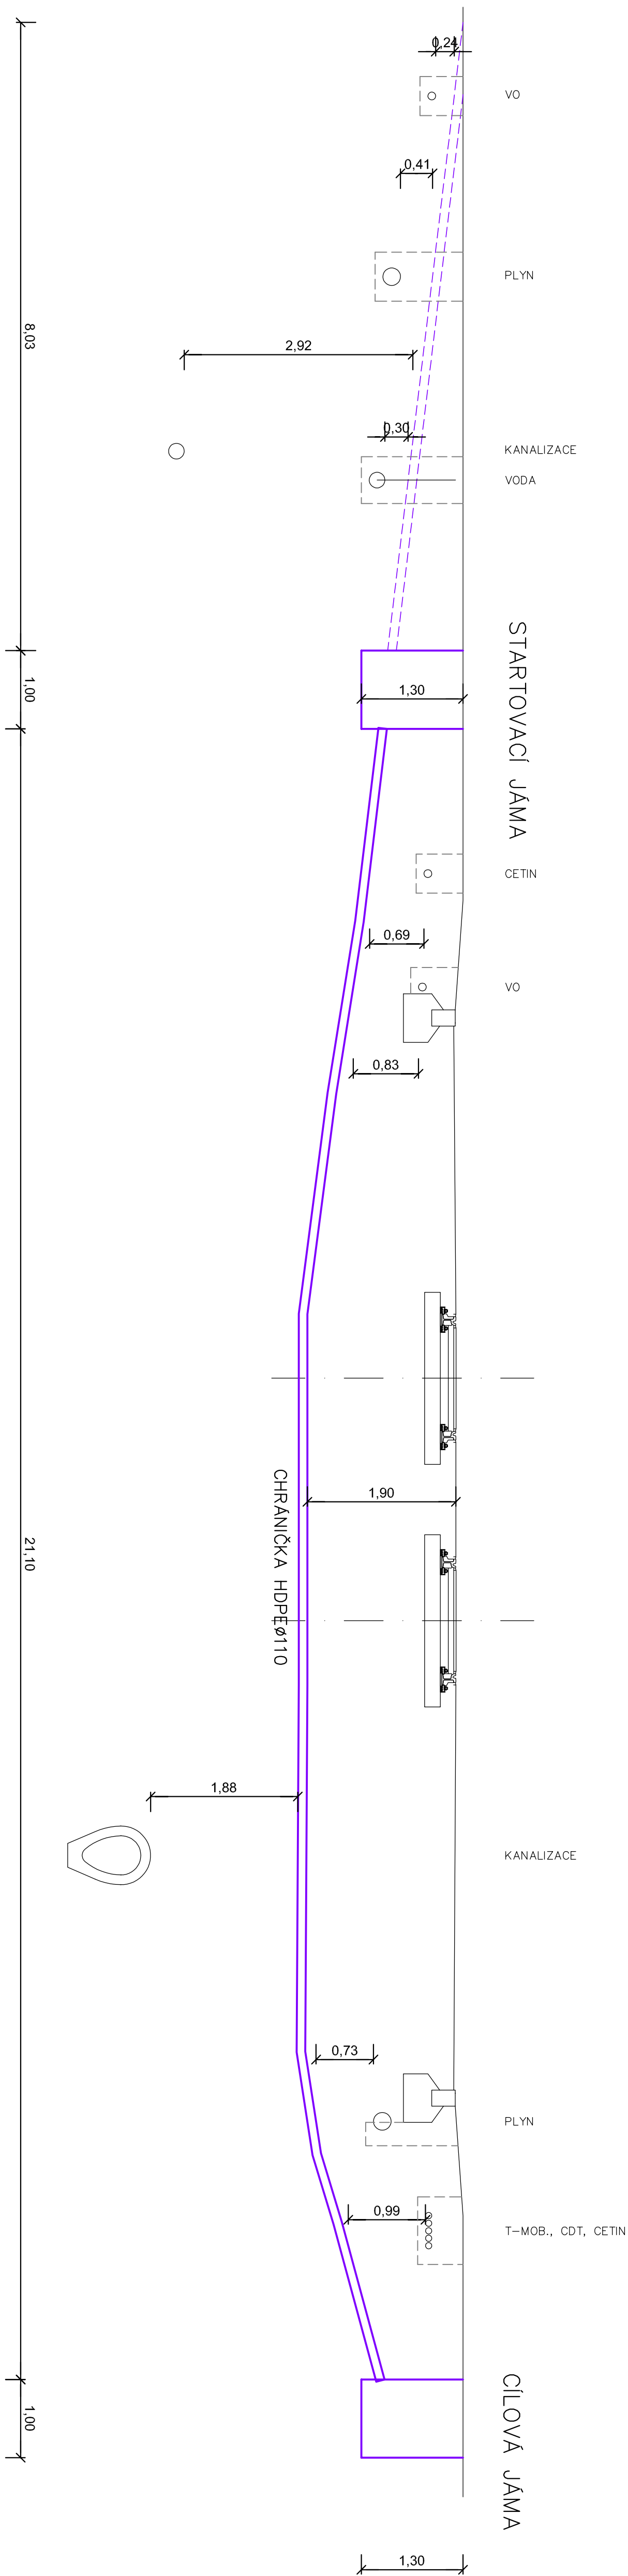 0,24
VO
0,41
PLYN
8,03
2,92
0,30
KANALIZACE
VODA
STARTOVACÍ JÁMA
1,00
1,30
CETIN
0,69
VO
0,83
1,90
CHRÁNIČKA HDPEØ110
21,10
1,88
KANALIZACE
0,73
PLYN
0,99
T-MOB., CDT, CETIN
CÍLOVÁ JÁMA
1,00
1,30